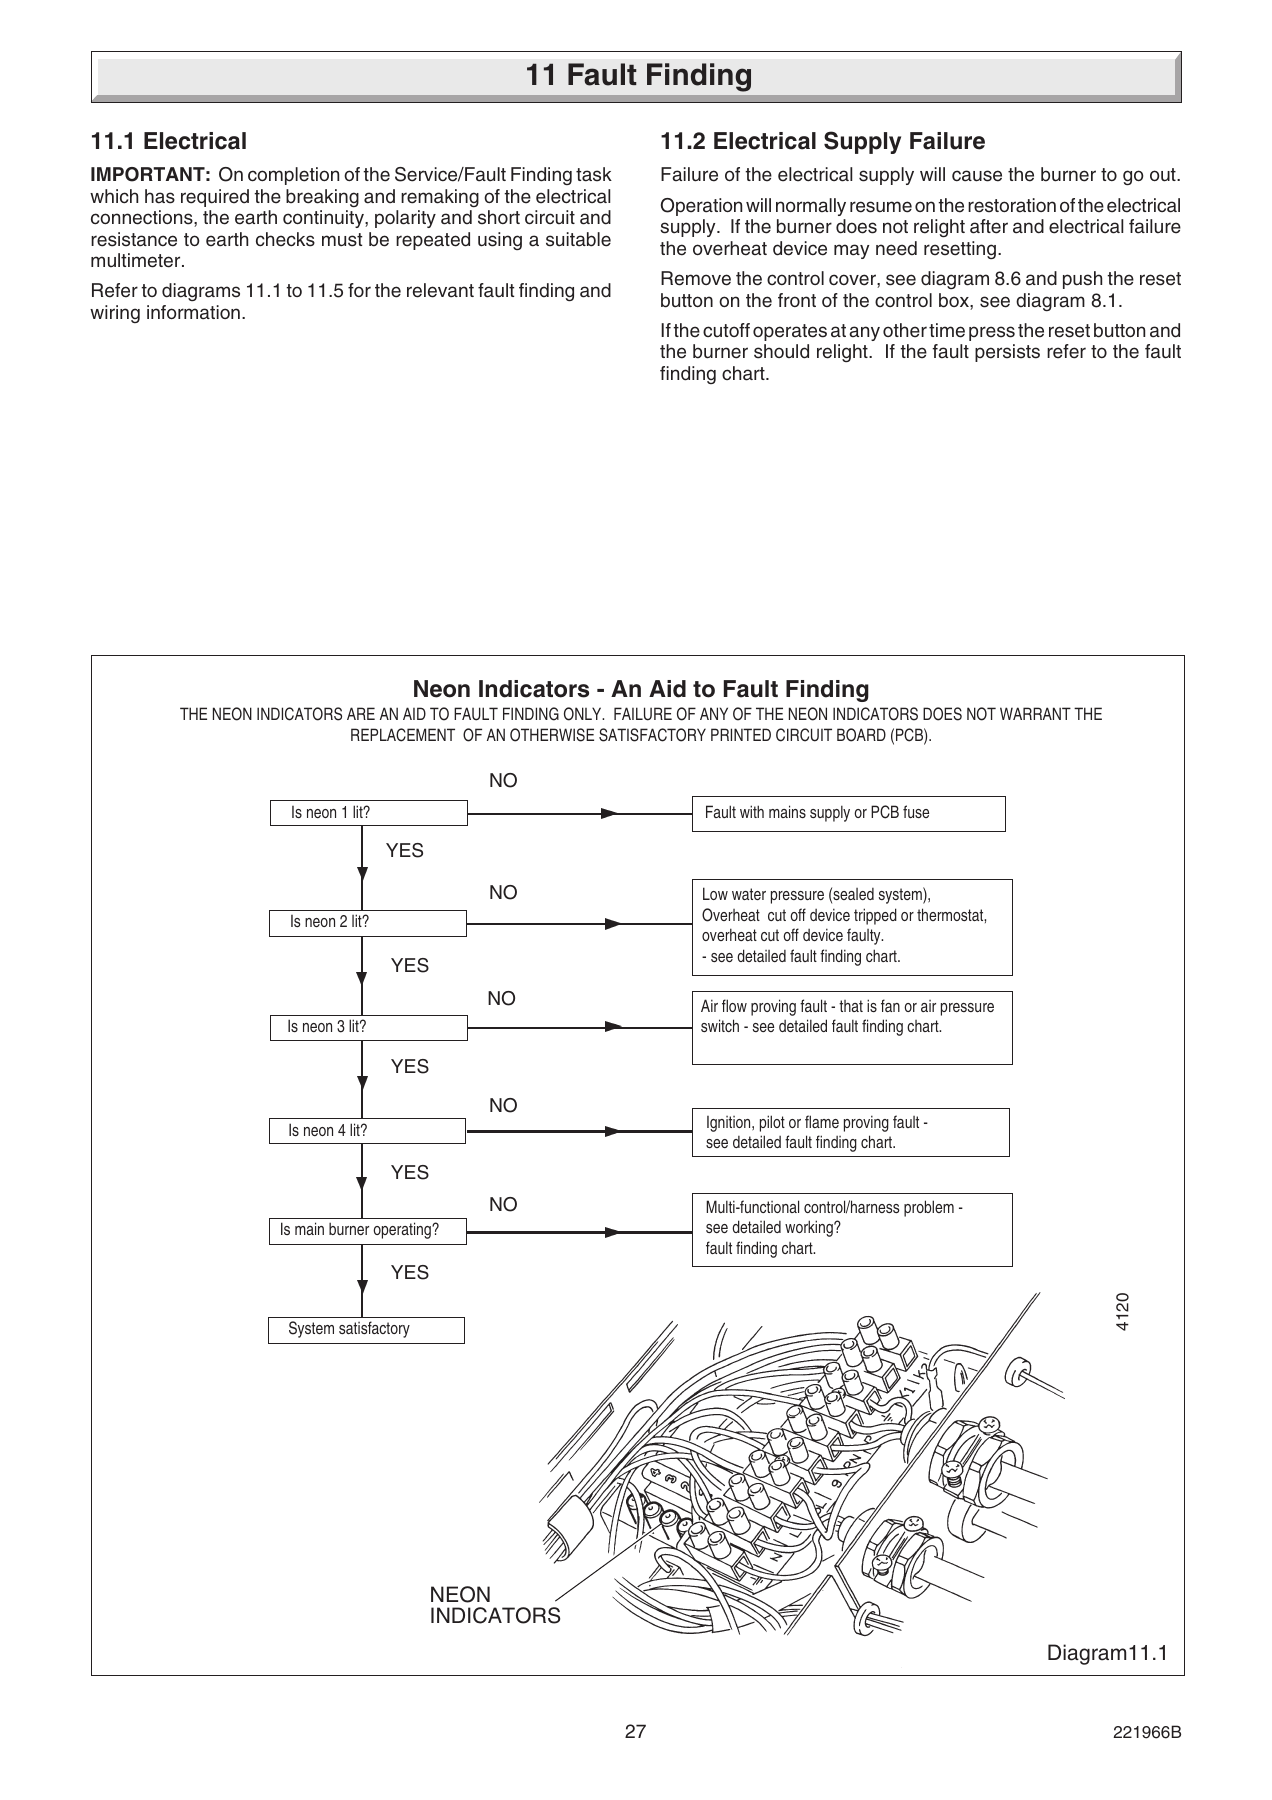 11 Fault Finding
11.1 Electrical
IMPORTANT: On completion of the Service/Fault Finding task
which has required the breaking and remaking of the electrical
connections, the earth continuity, polarity and short circuit and
resistance to earth checks must be repeated using a suitable
multimeter.
Refer to diagrams 11.1 to 11.5 for the relevant fault finding and
wiring information.
11.2 Electrical Supply Failure
Failure of the electrical supply will cause the burner to go out.
Operation will normally resume on the restoration of the electrical
supply. If the burner does not relight after and electrical failure
the overheat device may need resetting.
Remove the control cover, see diagram 8.6 and push the reset
button on the front of the control box, see diagram 8.1.
If the cutoff operates at any other time press the reset button and
the burner should relight. If the fault persists refer to the fault
finding chart.
Neon Indicators - An Aid to Fault Finding
THE NEON INDICATORS ARE AN AID TO FAULT FINDING ONLY. FAILURE OF ANY OF THE NEON INDICATORS DOES NOT WARRANT THE
REPLACEMENT OF AN OTHERWISE SATISFACTORY PRINTED CIRCUIT BOARD (PCB).
NO
Is neon 1 lit?
Fault with mains supply or PCB fuse
YES
NO
Is neon 2 lit?
Low water pressure (sealed system),
Overheat cut off device tripped or thermostat,
overheat cut off device faulty.
- see detailed fault finding chart.
YES
NO
Is neon 3 lit?
Air flow proving fault - that is fan or air pressure
switch - see detailed fault finding chart.
YES
NO
Is neon 4 lit?
Ignition, pilot or flame proving fault -
see detailed fault finding chart.
YES
NO
Is main burner operating?
Multi-functional control/harness problem -
see detailed working?
fault finding chart.
YES
System satisfactory
4120
4 3 2
K1
N
L
NEON
INDICATORS
Diagram11.1
27
221966B